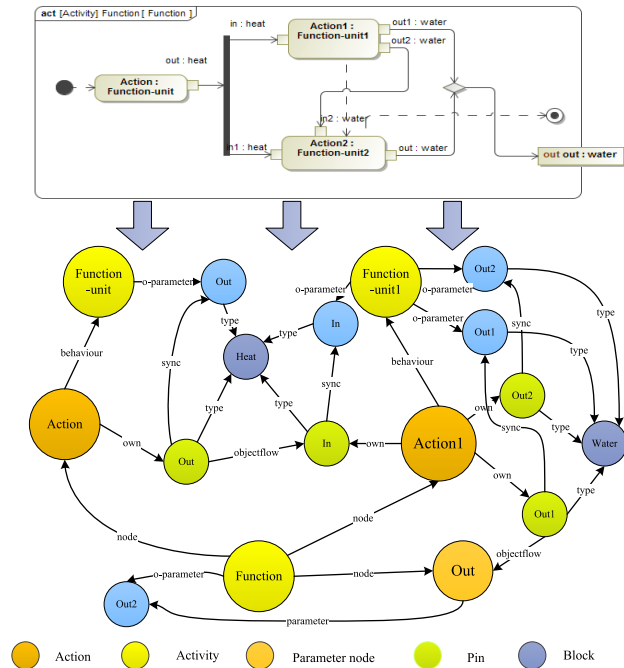 act [Activity] Function [ Function ]
in : heat
Action1 :
Function-unit1
out1 : water
out2 : water
out : heat
Action :
Function-unit
in2 : water
in1 : heat
Action2 :
Function-unit2
out : water
out out : water
Function
-unit
o-parameter
Out
Function
-unit1
o-parameter
Out2
o-parameter
type
In
type
o-parameter
Out1
sync
type
Heat
behaviour
sync
type
type
sync
behaviour
type
own
Out2
sync
type
Water
Action
own
Out
objectflow
In
own
Action1
own
Out1
type
objectflow
node
node
Function
node
Out
o-parameter
Out2
parameter
Action
Activity
Parameter node
Pin
Block